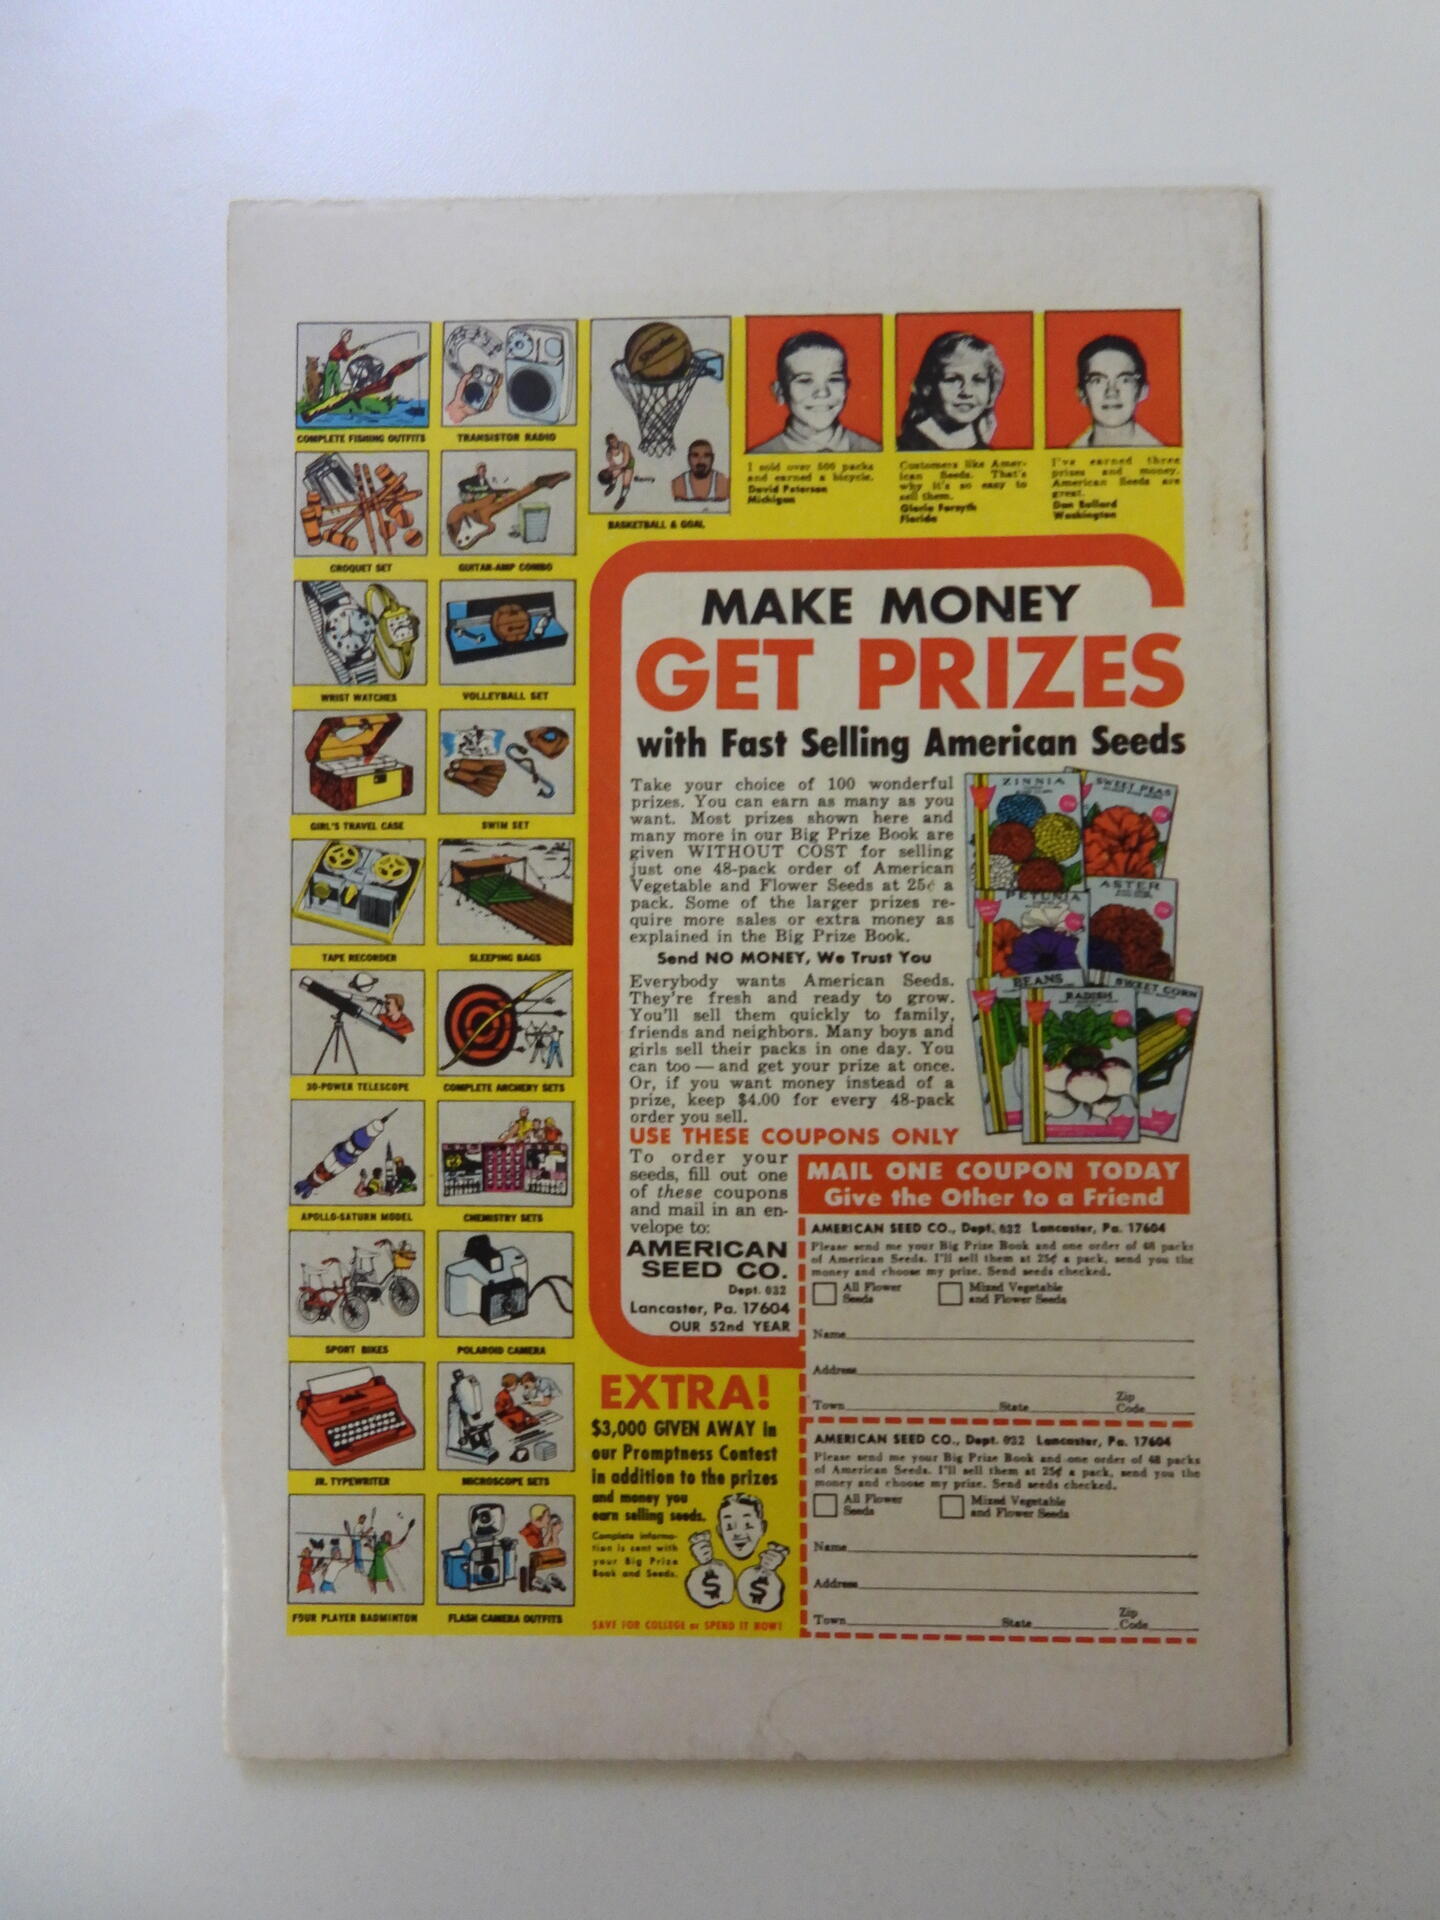 COMPLETE FISHING OUTFITS
TRANSISTOR RADIO
CROQUET SET
GUITAR-AMP COMBO
WRIST WATCHES
VOLLEYBALL SET
GIRL'S TRAVEL CASE
SWIM SET
TAPE RECORDER
SLEEPING BAGS
30-POWER TELESCOPE
COMPLETE ARCHERY SETS
APOLLO-SATURN MODEL
CHEMISTRY SETS
SPORT BIKES
POLAROID CAMERA
JR. TYPEWRITER
MICROSCOPE SETS
FOUR PLAYER BADMINTON
FLASH CAMERA OUTFITS
BASKETBALL & GOAL
I sold over 500 packs
and earned a bicycle.
David Peterson
Michigan
Customers like Amer-
ican Seeds. That's
why it's so easy to
sell them.
Gloria Forsyth
Florida
I've earned three
prizes and money.
American Seeds are
great.
Dan Bullard
Washington
MAKE MONEY
GET PRIZES
with Fast Selling American Seeds
Take your choice of 100 wonderful
prizes. You can earn as many as you
want. Most prizes shown here and
many more in our Big Prize Book are
given WITHOUT COST for selling
just one 48-pack order of American
Vegetable and Flower Seeds at 25¢ a
pack. Some of the larger prizes re-
quire more sales or extra money as
explained in the Big Prize Book.
Send NO MONEY, We Trust You
Everybody wants American Seeds.
They're fresh and ready to grow.
You'll sell them quickly to family,
friends and neighbors. Many boys and
girls sell their packs in one day. You
can too — and get your prize at once.
Or, if you want money instead of a
prize, keep $4.00 for every 48-pack
order you sell.
USE THESE COUPONS ONLY
To order your
seeds, fill out one
of these coupons
and mail in an en-
velope to:
AMERICAN
SEED CO.
Dept. 032
Lancaster, Pa. 17604
OUR 52nd YEAR
ZINNIA
SWEET PEAS
PETUNIA
ASTER
BEANS
RADISH
SWEET CORN
MAIL ONE COUPON TODAY
Give the Other to a Friend
AMERICAN SEED CO., Dept. 032 Lancaster, Pa. 17604
Please send me your Big Prize Book and one order of 48 packs
of American Seeds. I'll sell them at 25¢ a pack, send you the
money and choose my prize. Send seeds checked.
All Flower Seeds
Mixed Vegetable and Flower Seeds
Name
Address
Town State Zip Code
AMERICAN SEED CO., Dept. 032 Lancaster, Pa. 17604
Please send me your Big Prize Book and one order of 48 packs
of American Seeds. I'll sell them at 25¢ a pack, send you the
money and choose my prize. Send seeds checked.
All Flower Seeds
Mixed Vegetable and Flower Seeds
Name
Address
Town State Zip Code
EXTRA!
$3,000 GIVEN AWAY in
our Promptness Contest
in addition to the prizes
and money you
earn selling seeds.
Complete informa-
tion is sent with
your Big Prize
Book and Seeds.
$ $
SAVE FOR COLLEGE or SPEND IT NOW!